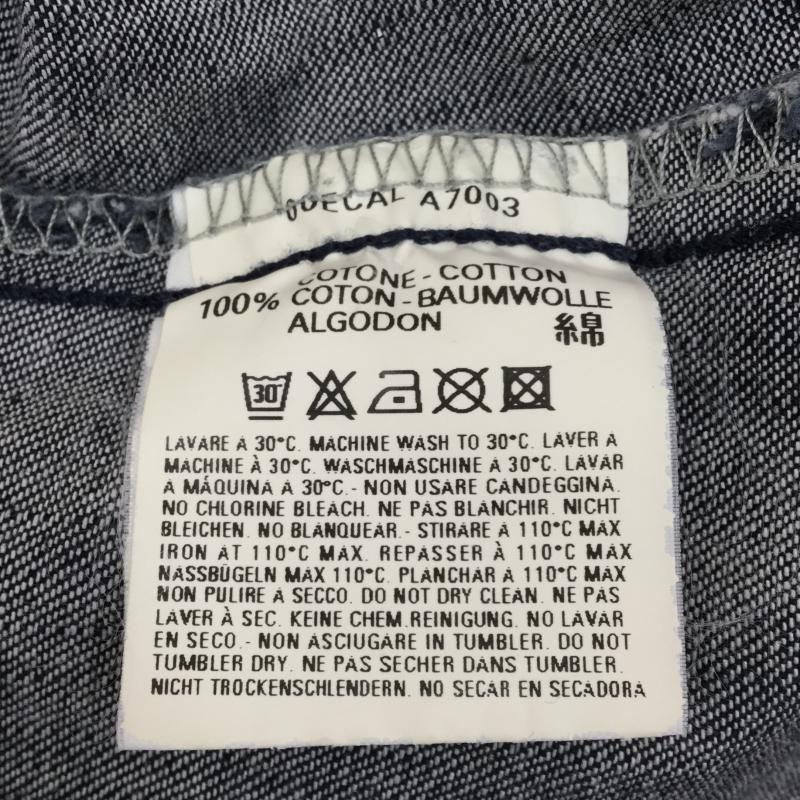 A7003
COTONE - COTTON
100% COTON - BAUMWOLLE
ALGODON 綿
30°
LAVARE A 30°C. MACHINE WASH TO 30°C. LAVER A
MACHINE À 30°C. WASCHMASCHINE A 30°C. LAVAR
A MÁQUINA A 30°C.- NON USARE CANDEGGINA.
NO CHLORINE BLEACH. NE PAS BLANCHIR. NICHT
BLEICHEN. NO BLANQUEAR.- STIRARE A 110°C MAX
IRON AT 110°C MAX. REPASSER À 110°C MAX
NASSBÜGELN MAX 110°C. PLANCHAR A 110°C MAX
NON PULIRE A SECCO. DO NOT DRY CLEAN. NE PAS
LAVER À SEC. KEINE CHEM.REINIGUNG. NO LAVAR
EN SECO.- NON ASCIUGARE IN TUMBLER. DO NOT
TUMBLER DRY. NE PAS SECHER DANS TUMBLER.
NICHT TROCKENSCHLENDERN. NO SECAR EN SECADORA